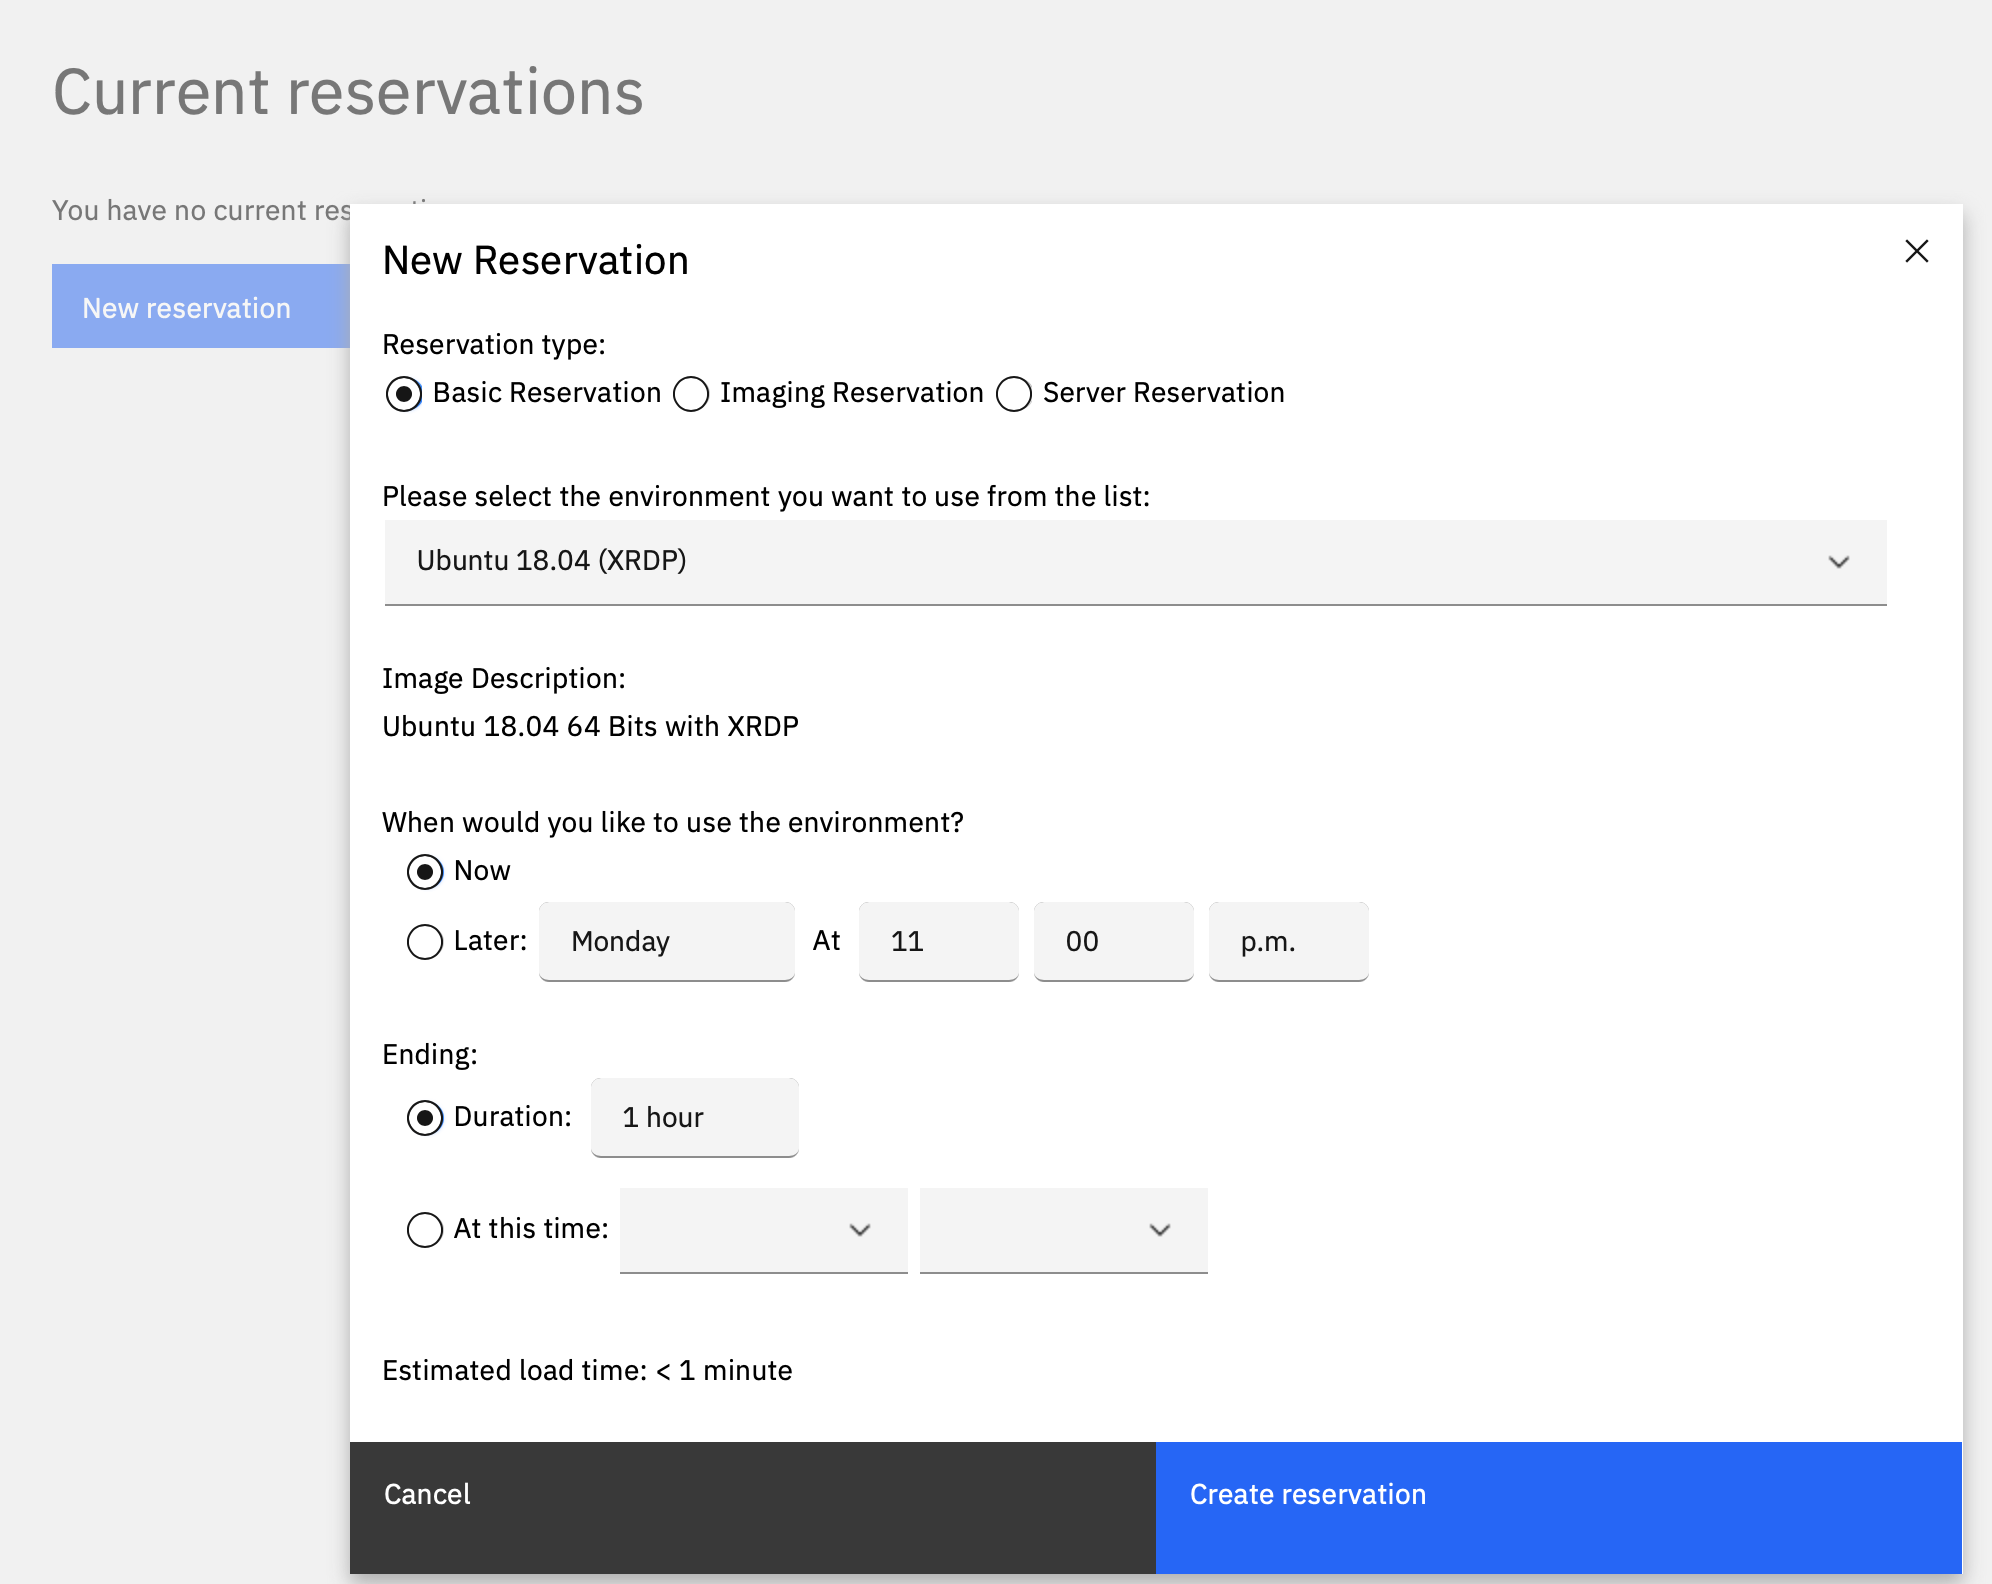 Current reservations
You have no current
New reservation
New Reservation
Reservation type:
Basic Reservation Imaging Reservation Server Reservation
Please select the environment you want to use from the list:
Ubuntu 18.04 (XRDP)
Image Description:
Ubuntu 18.04 64 Bits with XRDP
When would you like to use the environment?
Now
Later: Monday At 11 00 p.m.
Ending:
Duration: 1 hour
At this time:
Estimated load time: < 1 minute
Cancel
Create reservation